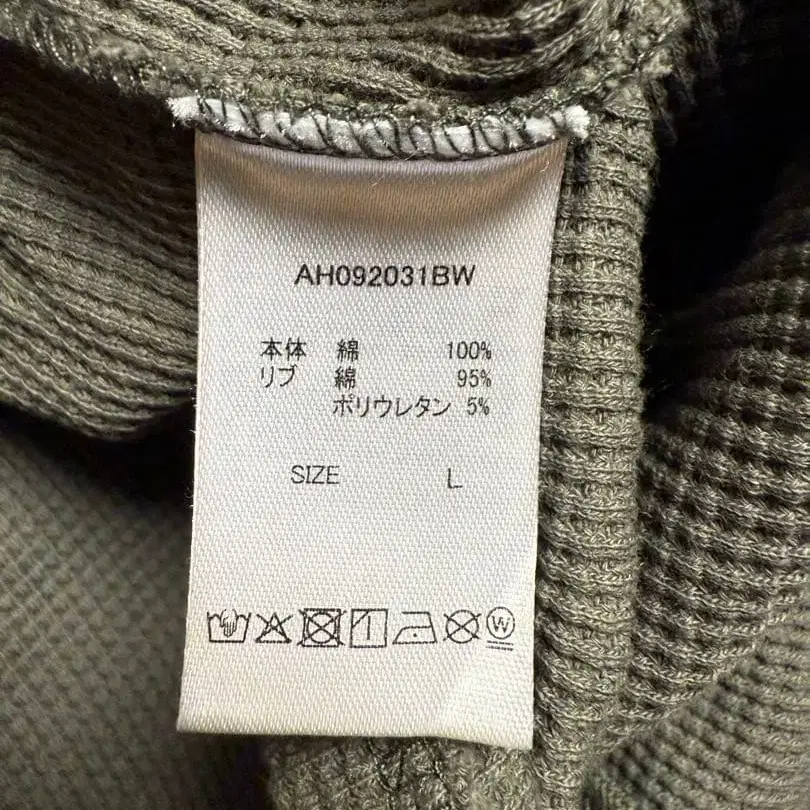 AH092031BW
本体 綿 100%
リブ 綿 95%
ポリウレタン 5%
SIZE L
W